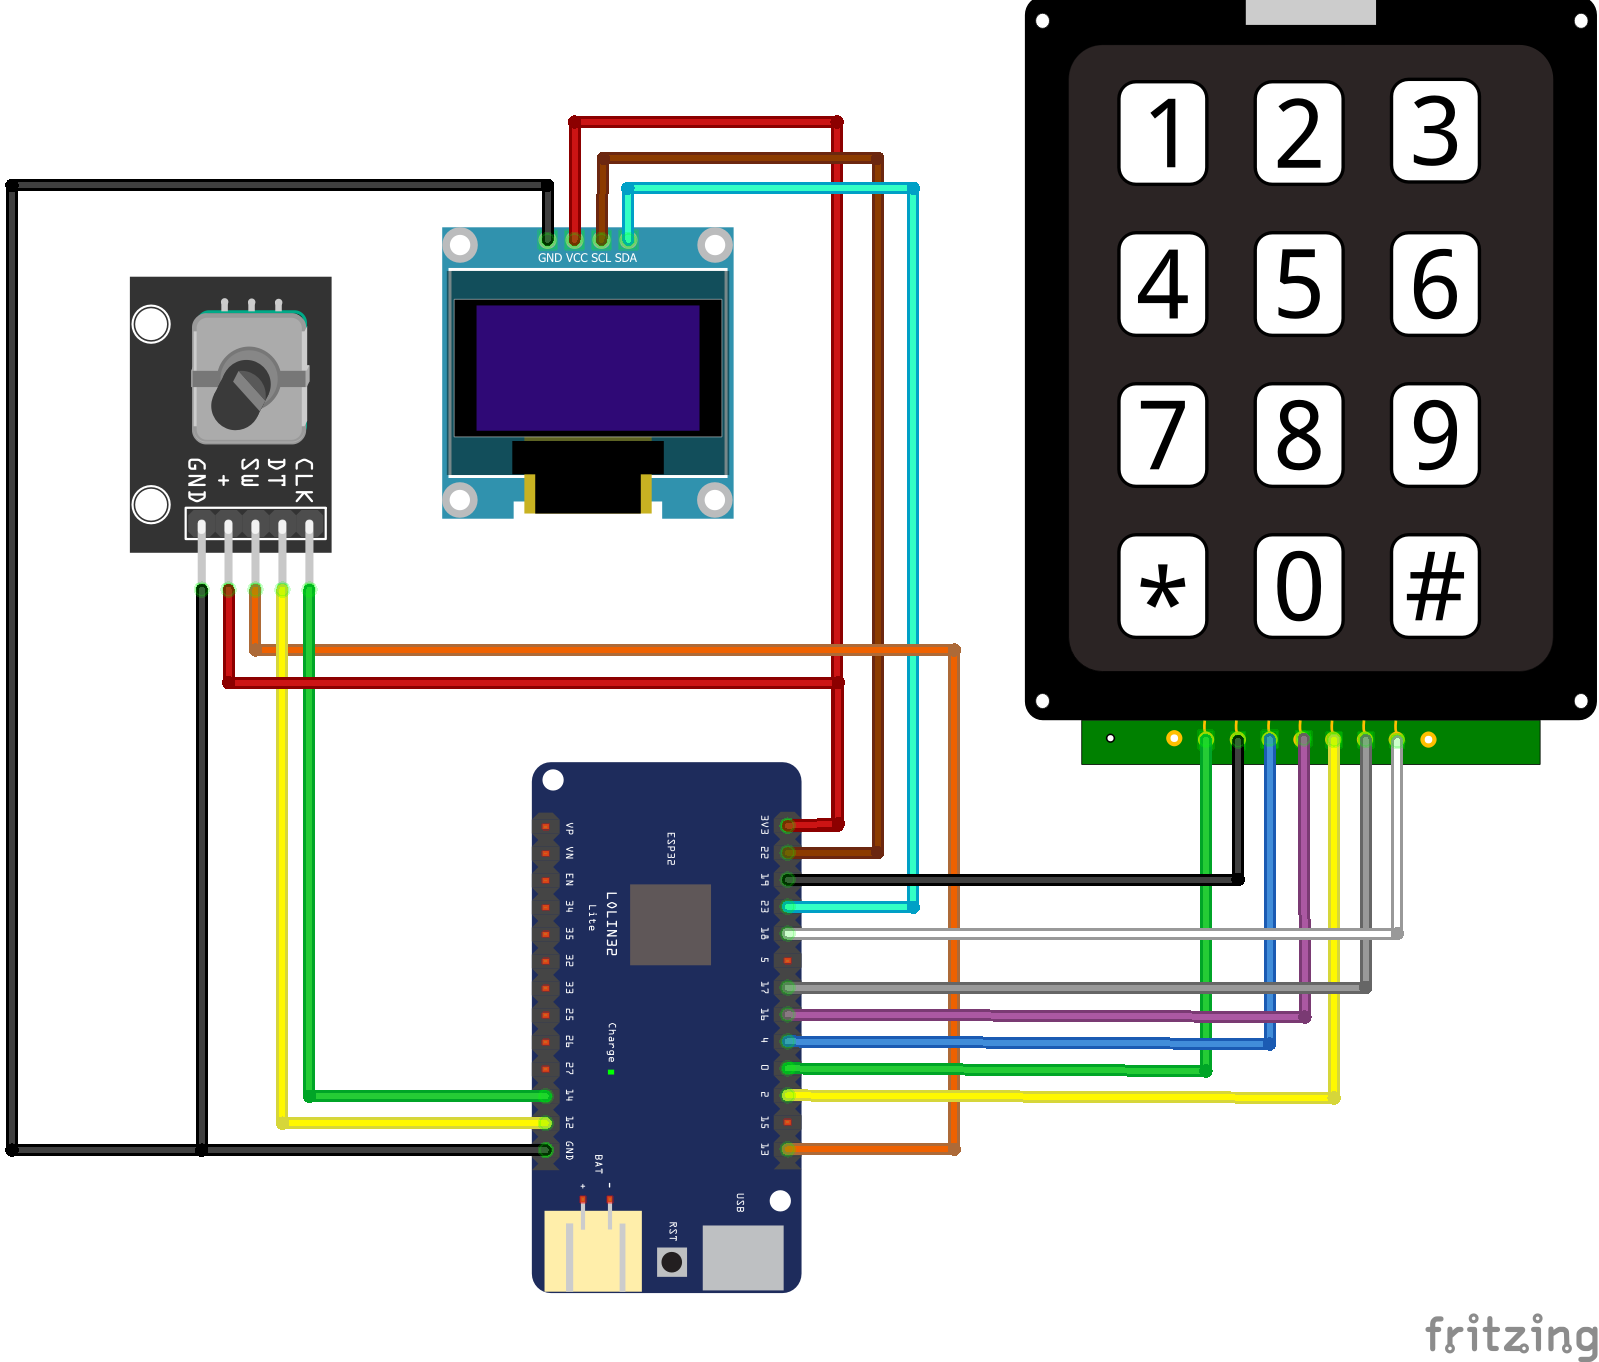 1 2 3
4 5 6
7 8 9
* 0 #
GND VCC SCL SDA
GND
+
SW
DT
CLK
VP
VN
EN
34
35
32
33
25
26
27
14
12
GND
3V3
22
19
23
18
5
17
16
4
0
2
15
13
ESP32
LOLIN32
Lite
Charge
BAT
+ -
RST
USB
fritzing